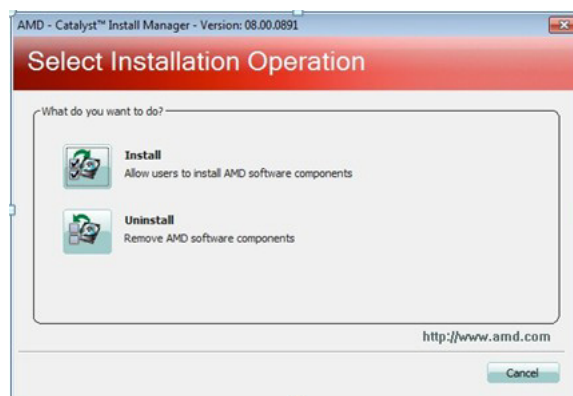 AMD - Catalyst™ Install Manager - Version: 08.00.0891
Select Installation Operation
What do you want to do?
Install
Allow users to install AMD software components
Uninstall
Remove AMD software components
http://www.amd.com
Cancel